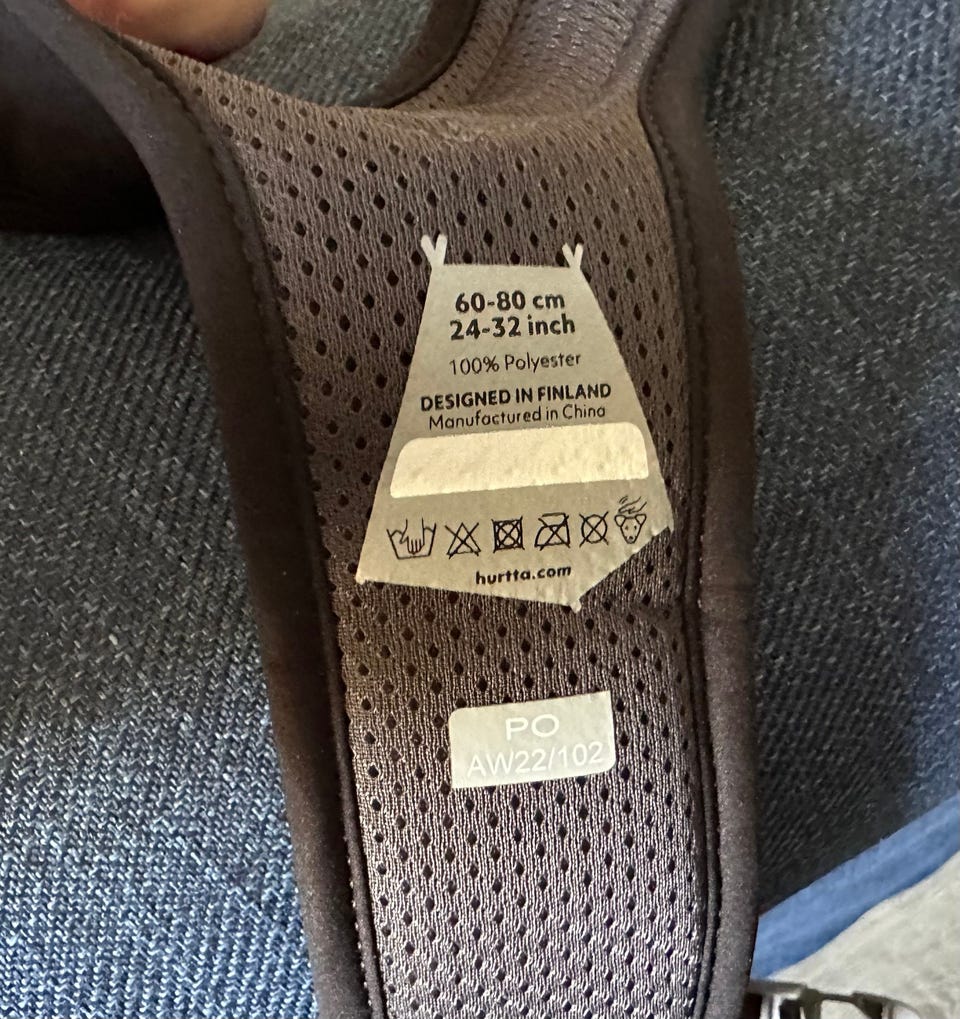 60-80 cm
24-32 inch
100% Polyester
DESIGNED IN FINLAND
Manufactured in China
hurtta.com
PO
AW22/102